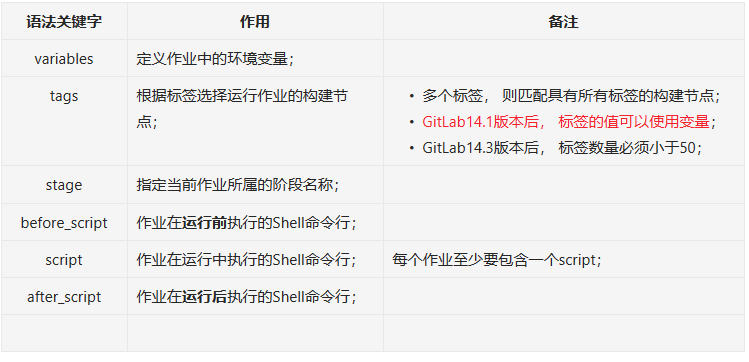 语法关键字 作用 备注
variables 定义作业中的环境变量；
tags 根据标签选择运行作业的构建节 • 多个标签， 则匹配具有所有标签的构建节点；
点； • GitLab14.1版本后， 标签的值可以使用变量；
• GitLab14.3版本后， 标签数量必须小于50；
stage 指定当前作业所属的阶段名称；
before_script 作业在运行前执行的Shell命令行；
script 作业在运行中执行的Shell命令行； 每个作业至少要包含一个script；
after_script 作业在运行后执行的Shell命令行；